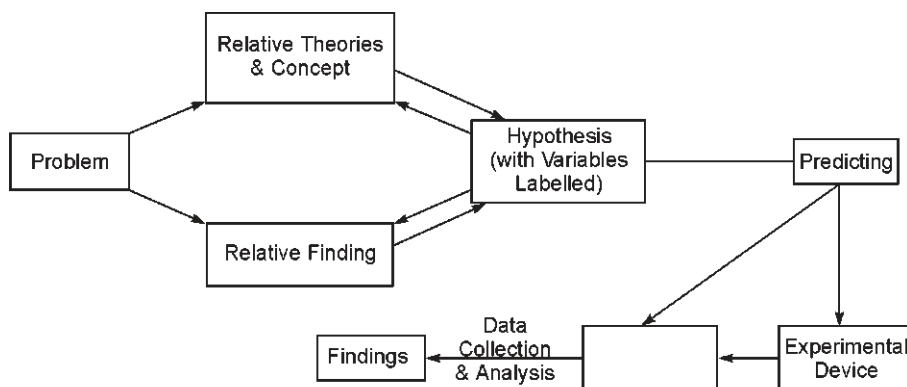 Relative Theories
& Concept
Problem
Hypothesis
(with Variables
Labelled)
Predicting
Relative Finding
Findings
Data
Collection
& Analysis
Experimental
Device